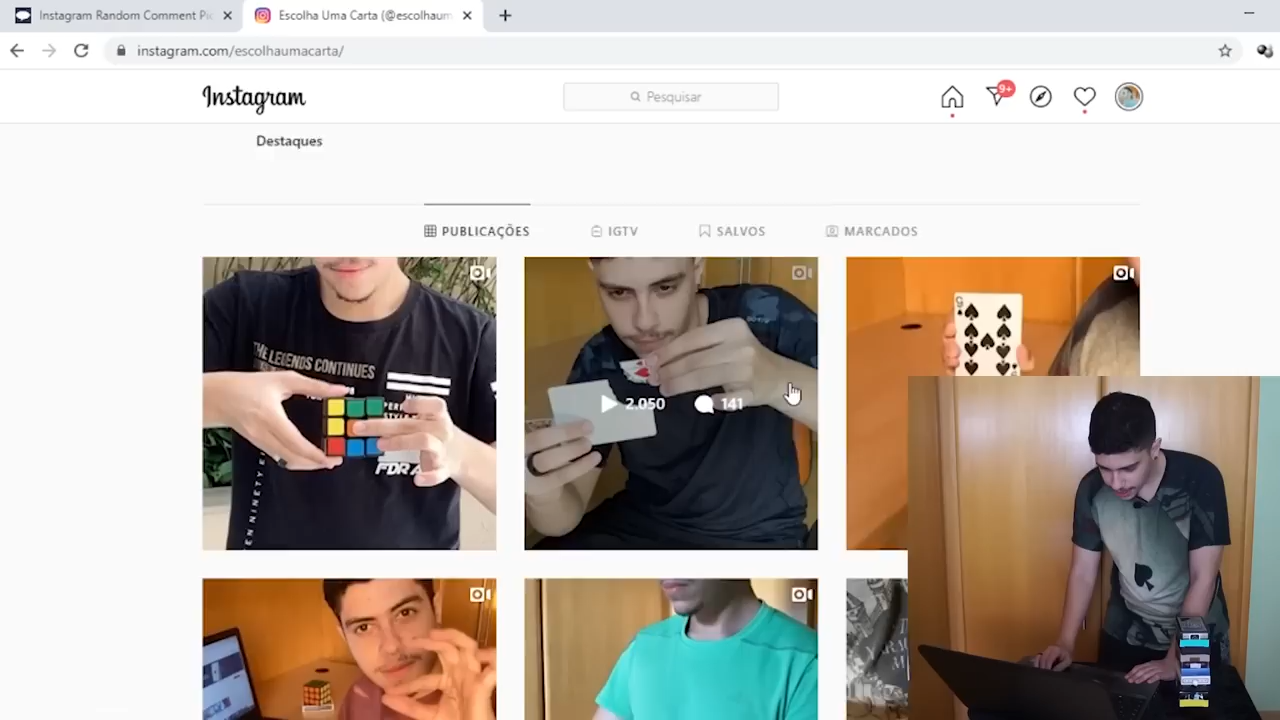 Instagram Random Comment Pi
Escolha Uma Carta (@escolhaum
instagram.com/escolhaumacarta/
Instagram
Pesquisar
9+
Destaques
PUBLICAÇÕES
IGTV
SALVOS
MARCADOS
THE LEGENDS CONTINUES
2.050
141
9